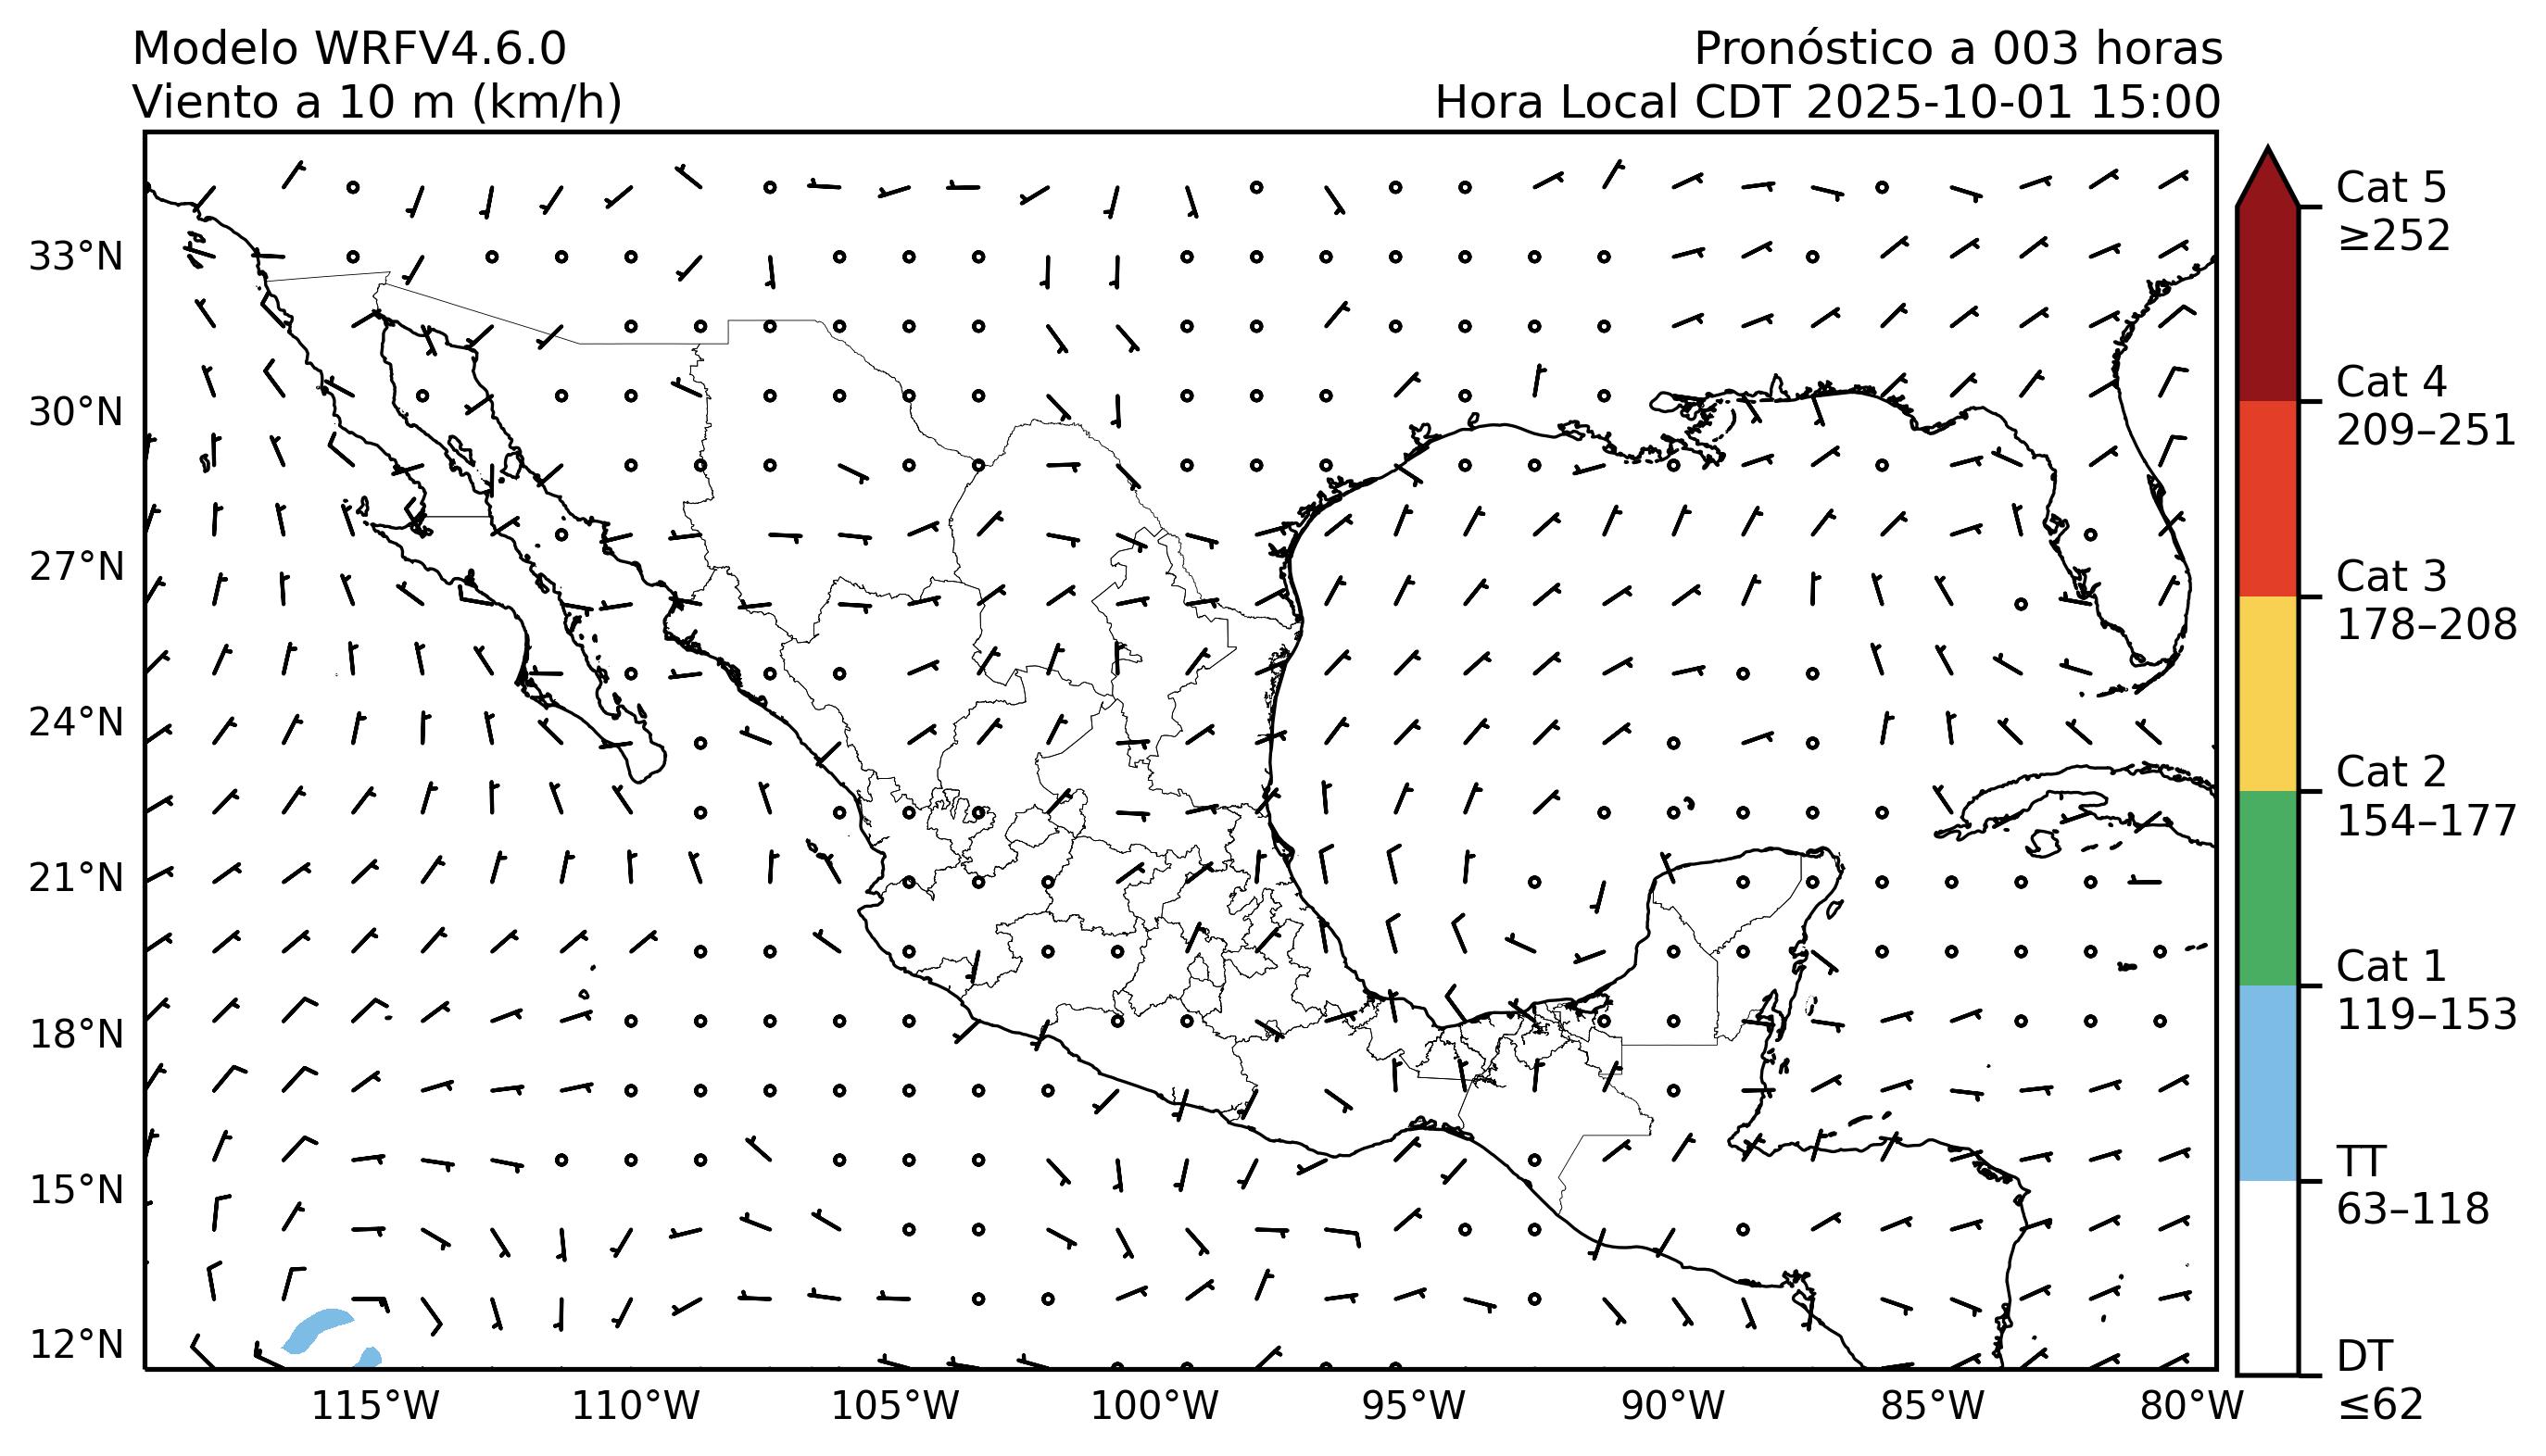 Modelo WRFV4.6.0
Viento a 10 m (km/h)
Pronóstico a 003 horas
Hora Local CDT 2025-10-01 15:00
33°N
30°N
27°N
24°N
21°N
18°N
15°N
12°N
115°W
110°W
105°W
100°W
95°W
90°W
85°W
80°W
Cat 5
≥252
Cat 4
209–251
Cat 3
178–208
Cat 2
154–177
Cat 1
119–153
TT
63–118
DT
≤62